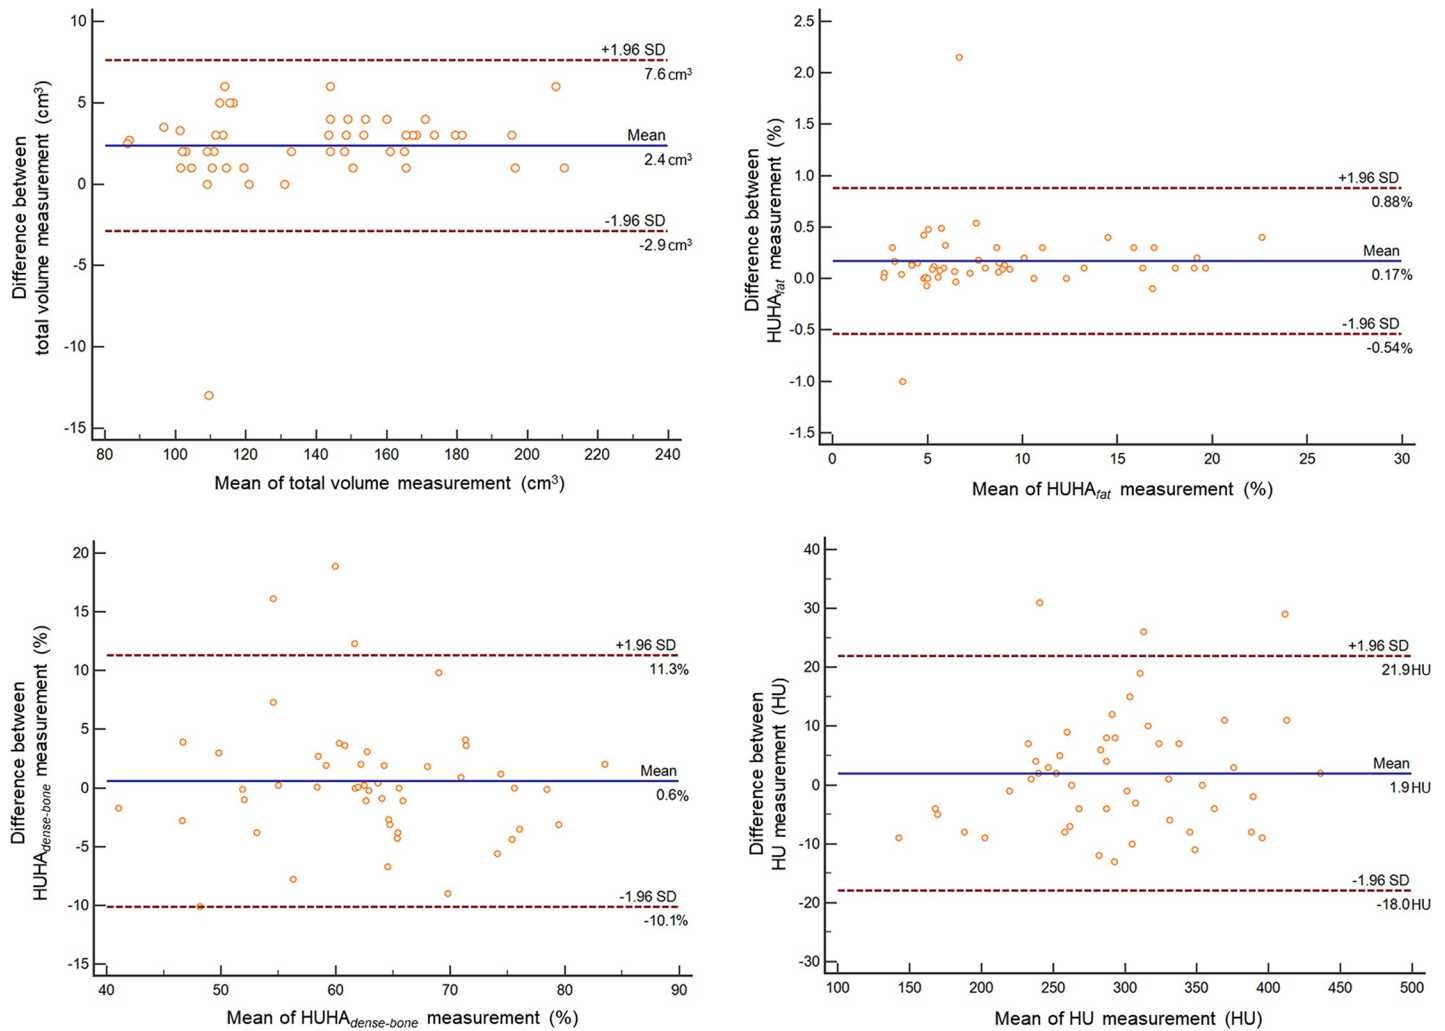 10
5
0
-5
-10
-15
Difference between
total volume measurement (cm³)
+1.96 SD
7.6 cm³
Mean
2.4 cm³
-1.96 SD
-2.9 cm³
80 100 120 140 160 180 200 220 240
Mean of total volume measurement (cm³)
2.5
2.0
1.5
1.0
0.5
0.0
-0.5
-1.0
-1.5
Difference between
HUHAfat measurement (%)
+1.96 SD
0.88%
Mean
0.17%
-1.96 SD
-0.54%
0 5 10 15 20 25 30
Mean of HUHAfat measurement (%)
20
15
10
5
0
-5
-10
-15
Difference between
HUHAdense-bone measurement (%)
+1.96 SD
11.3%
Mean
0.6%
-1.96 SD
-10.1%
40 50 60 70 80 90
Mean of HUHAdense-bone measurement (%)
40
30
20
10
0
-10
-20
-30
Difference between
HU measurement (HU)
+1.96 SD
21.9 HU
Mean
1.9 HU
-1.96 SD
-18.0 HU
100 150 200 250 300 350 400 450 500
Mean of HU measurement (HU)